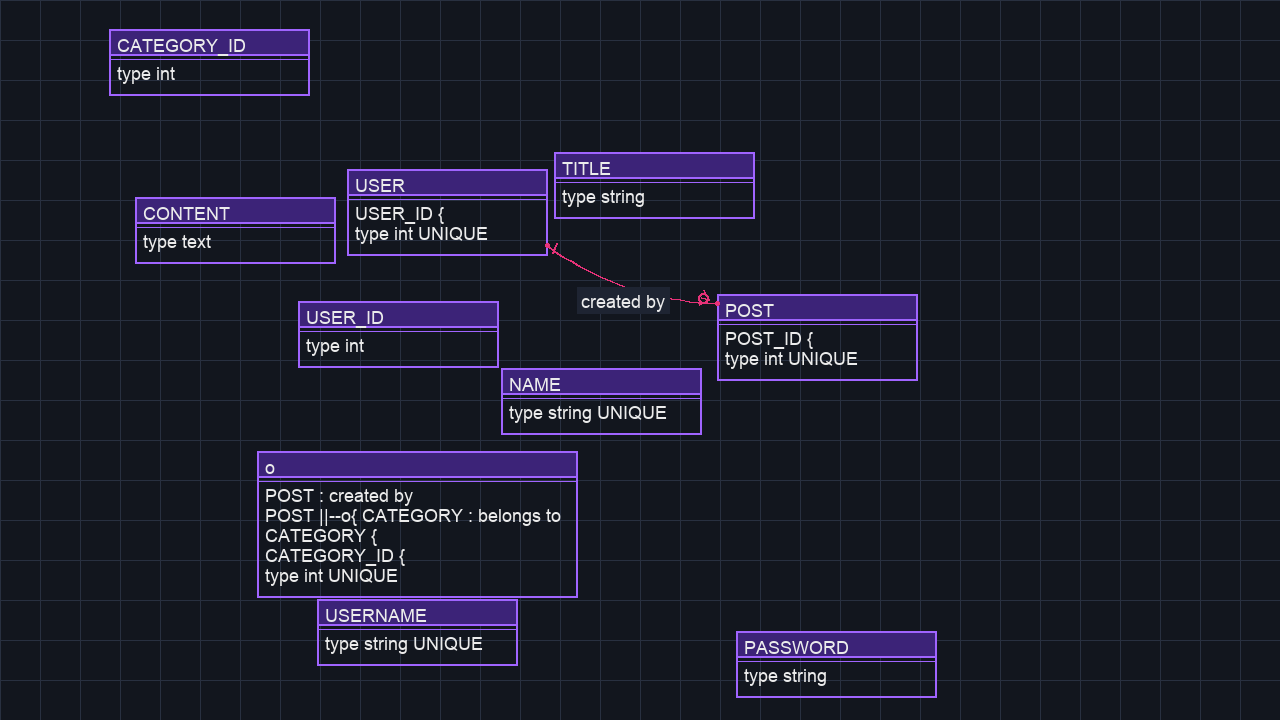 CATEGORY_ID
type int
TITLE
type string
USER
USER_ID {
type int UNIQUE
CONTENT
type text
created by
POST
POST_ID {
type int UNIQUE
USER_ID
type int
NAME
type string UNIQUE
o
POST : created by
POST ||--o{ CATEGORY : belongs to
CATEGORY {
CATEGORY_ID {
type int UNIQUE
USERNAME
type string UNIQUE
PASSWORD
type string